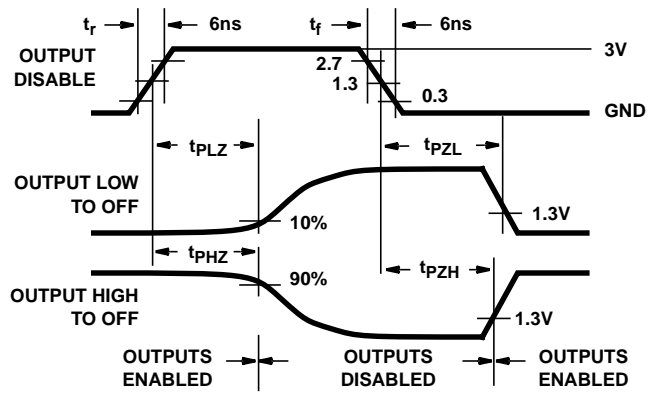 tr
6ns
tf
6ns
OUTPUT
DISABLE
2.7
1.3
0.3
3V
GND
tPLZ
tPZL
OUTPUT LOW
TO OFF
10%
1.3V
tPHZ
tPZH
OUTPUT HIGH
TO OFF
90%
1.3V
OUTPUTS
ENABLED
OUTPUTS
DISABLED
OUTPUTS
ENABLED